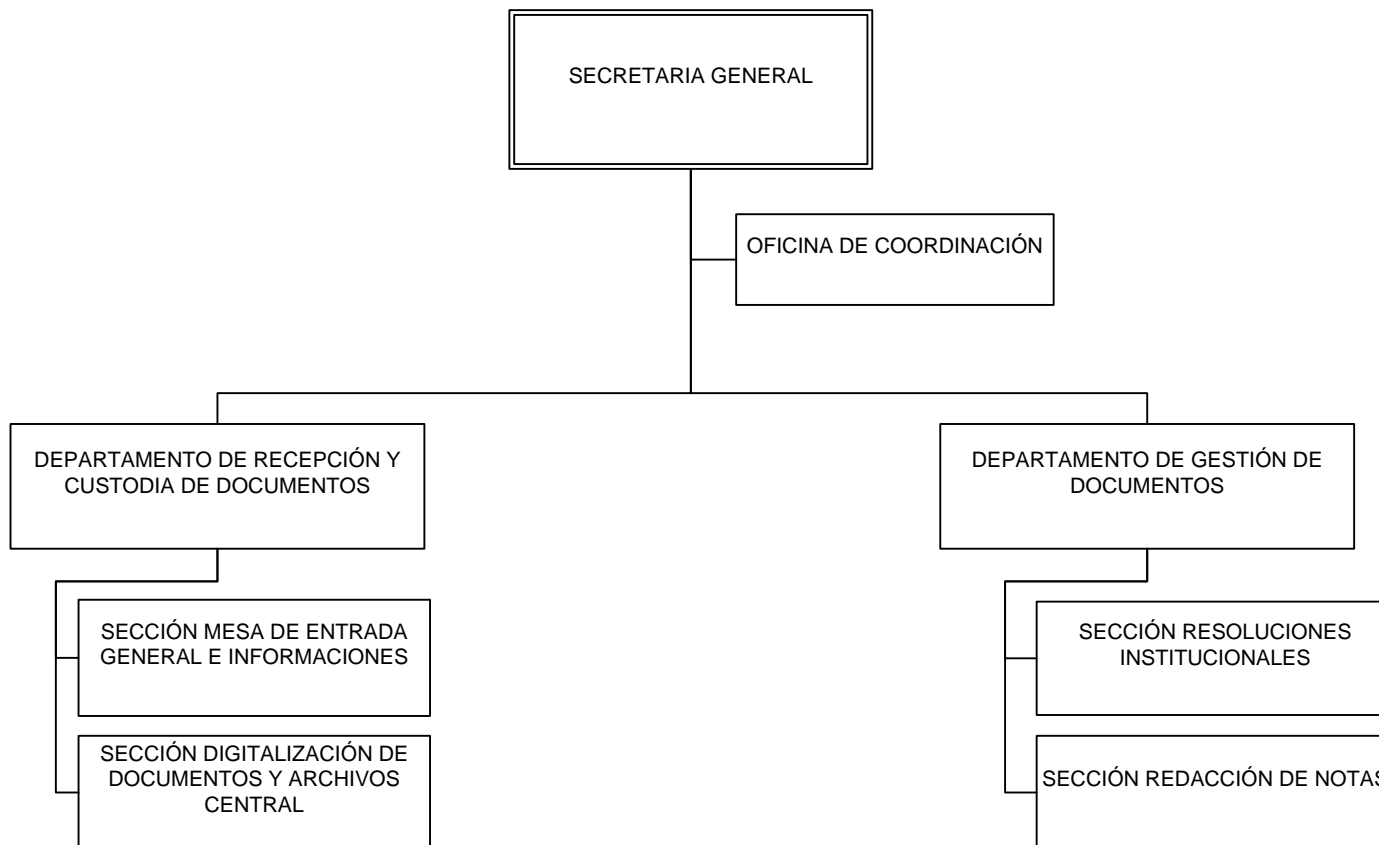 SECRETARIA GENERAL
OFICINA DE COORDINACIÓN
DEPARTAMENTO DE RECEPCIÓN Y
CUSTODIA DE DOCUMENTOS
DEPARTAMENTO DE GESTIÓN DE
DOCUMENTOS
SECCIÓN MESA DE ENTRADA
GENERAL E INFORMACIONES
SECCIÓN RESOLUCIONES
INSTITUCIONALES
SECCIÓN DIGITALIZACIÓN DE
DOCUMENTOS Y ARCHIVOS
CENTRAL
SECCIÓN REDACCIÓN DE NOTAS